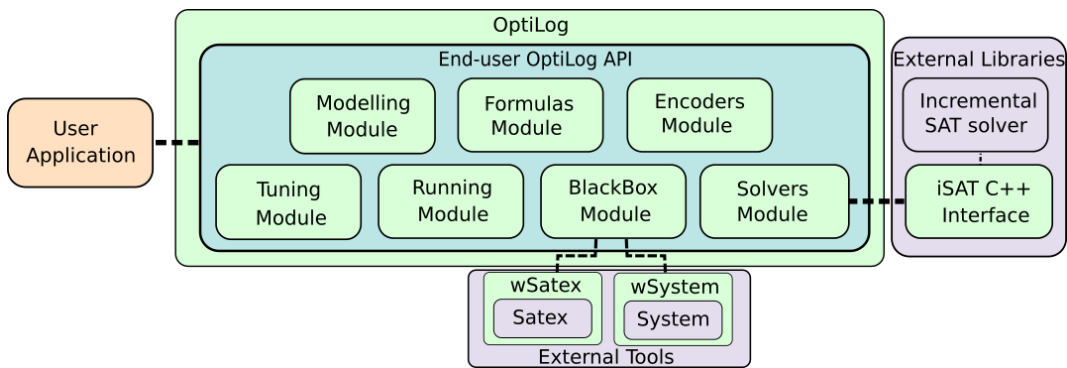 OptiLog
End-user OptiLog API
User
Application
Modelling
Module
Formulas
Module
Encoders
Module
Tuning
Module
Running
Module
BlackBox
Module
Solvers
Module
External Libraries
Incremental
SAT solver
iSAT C++
Interface
wSatex
Satex
wSystem
System
External Tools